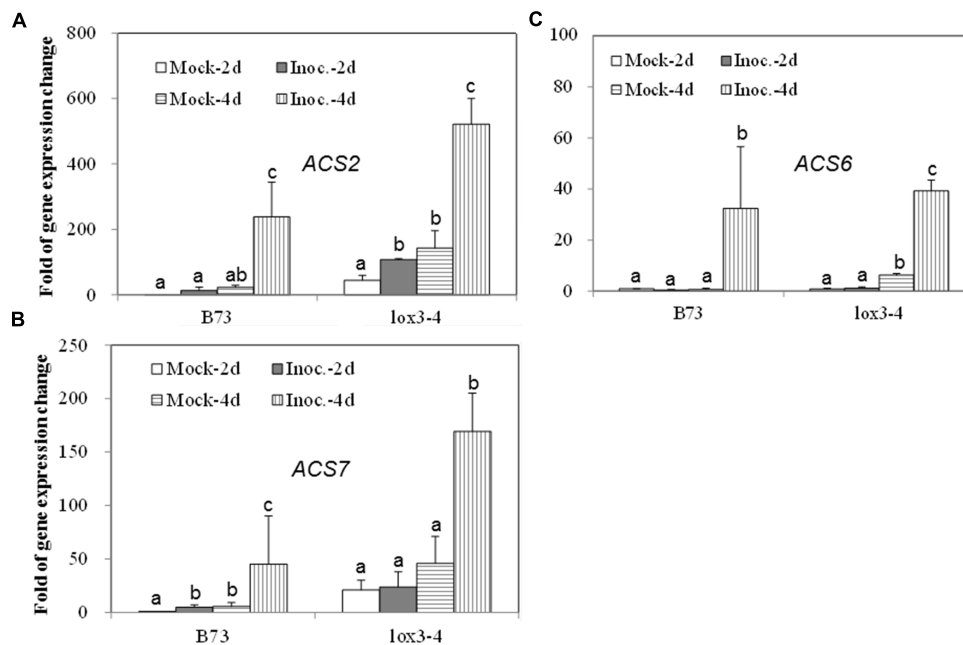 A
Fold of gene expression change
800
600
400
200
0
Mock-2d Inoc.-2d
Mock-4d Inoc.-4d
ACS2
a a ab c
a b b c
B73 lox3-4
B
Fold of gene expression change
250
200
150
100
50
0
Mock-2d Inoc.-2d
Mock-4d Inoc.-4d
ACS7
a b b c
a a a b
B73 lox3-4
C
100
80
60
40
20
0
Mock-2d Inoc.-2d
Mock-4d Inoc.-4d
ACS6
a a a b
a a b c
B73 lox3-4